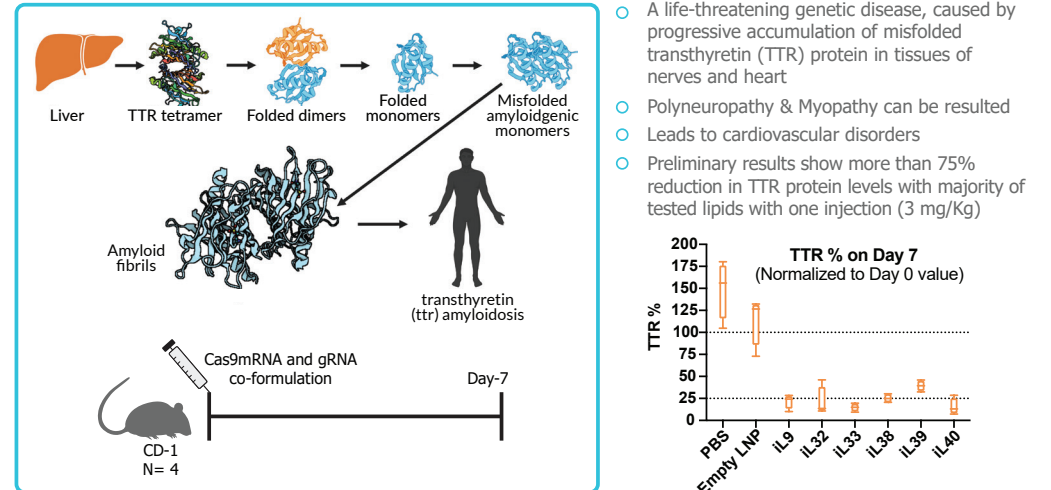 Liver
TTR tetramer
Folded dimers
Folded
monomers
Misfolded
amyloidgenic
monomers
Amyloid
fibrils
transthyretin
(ttr) amyloidosis
Cas9mRNA and gRNA
co-formulation
Day-7
CD-1
N= 4
A life-threatening genetic disease, caused by
progressive accumulation of misfolded
transthyretin (TTR) protein in tissues of
nerves and heart
Polyneuropathy & Myopathy can be resulted
Leads to cardiovascular disorders
Preliminary results show more than 75%
reduction in TTR protein levels with majority of
tested lipids with one injection (3 mg/Kg)
TTR % on Day 7
(Normalized to Day 0 value)
TTR %
200
175
150
125
100
75
50
25
0
PBS
Empty LNP
iL9
iL32
iL33
iL38
iL39
iL40